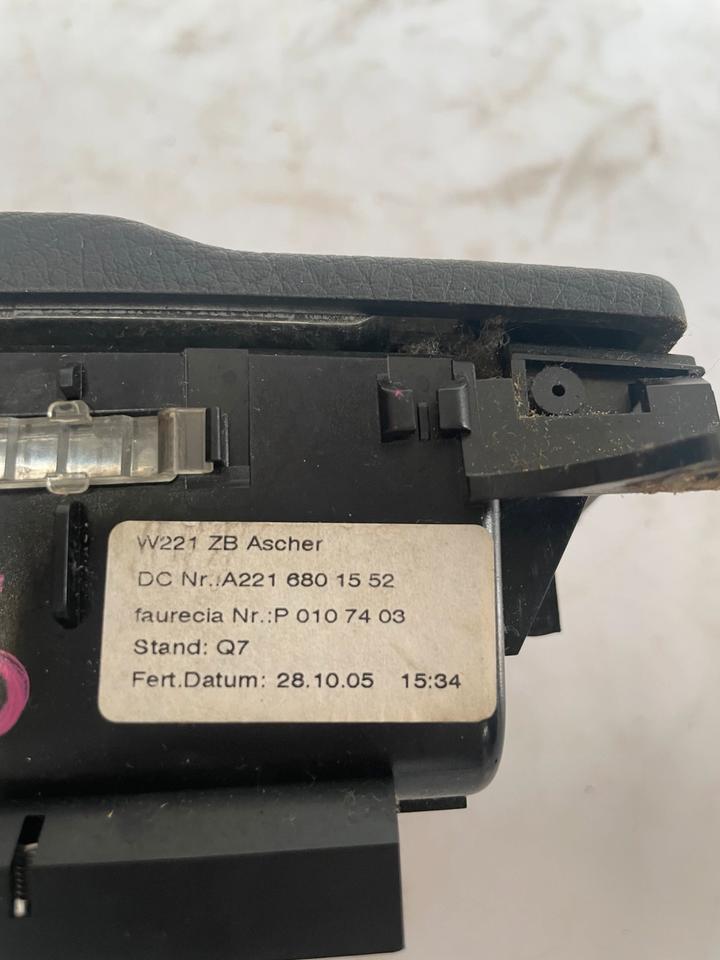 W221 ZB Ascher
DC Nr.:A221 680 15 52
faurecia Nr.:P 010 74 03
Stand: Q7
Fert.Datum: 28.10.05 15:34